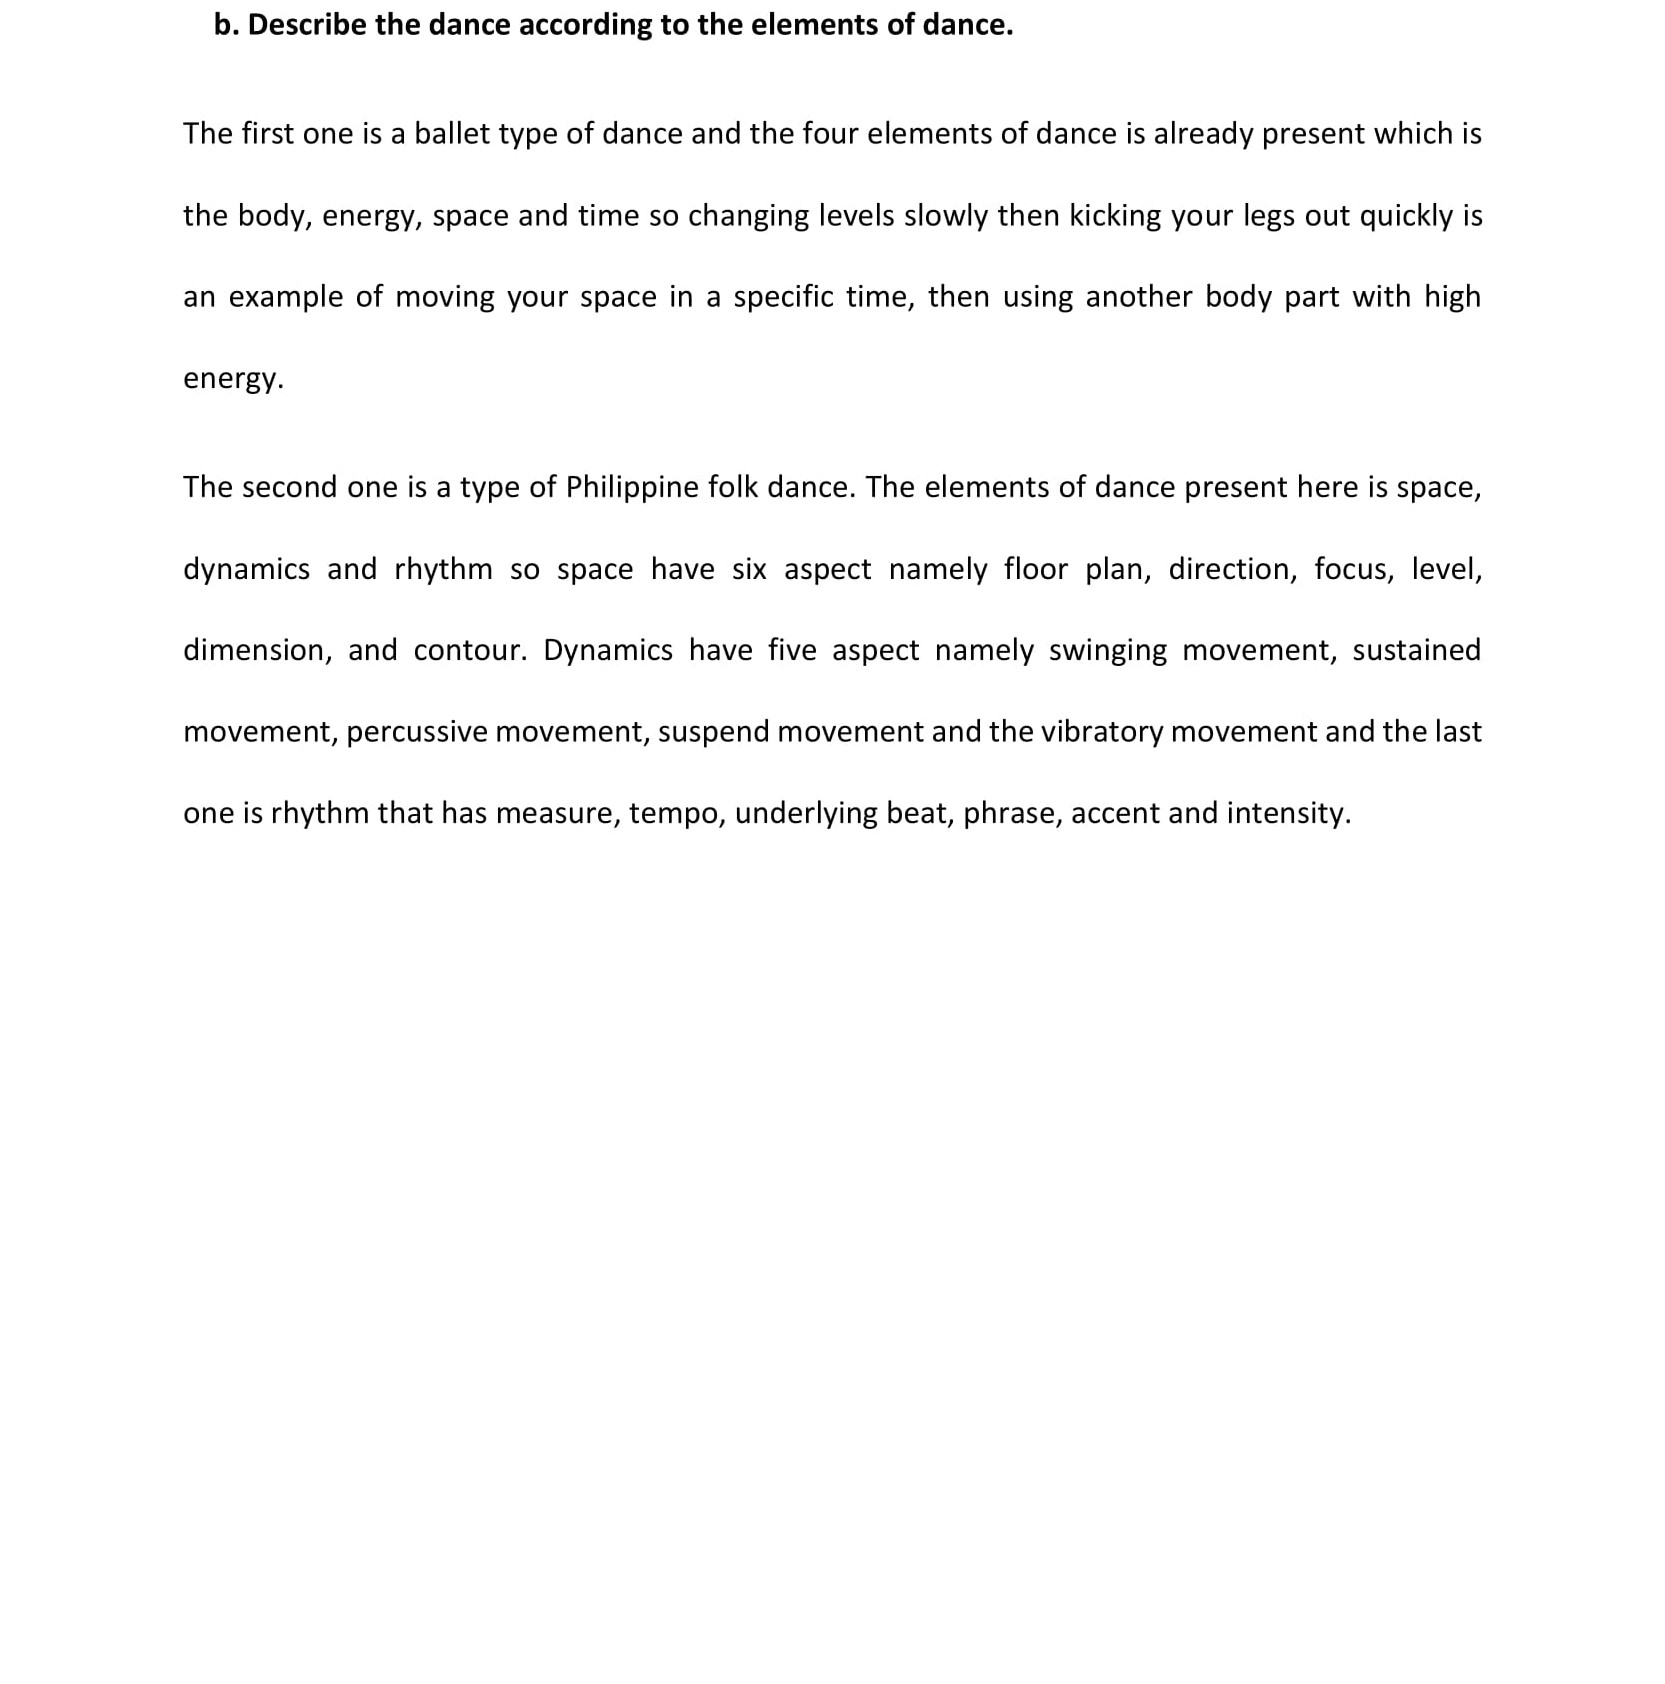 b. Describe the dance according to the elements of dance.
The first one is a ballet type of dance and the four elements of dance is already present which is
the body, energy, space and time so changing levels slowly then kicking your legs out quickly is
an example of moving your space in a specific time, then using another body part with high
energy.
The second one is a type of Philippine folk dance. The elements of dance present here is space,
dynamics and rhythm so space have six aspect namely floor plan, direction, focus, level,
dimension, and contour. Dynamics have five aspect namely swinging movement, sustained
movement, percussive movement, suspend movement and the vibratory movement and the last
one is rhythm that has measure, tempo, underlying beat, phrase, accent and intensity.